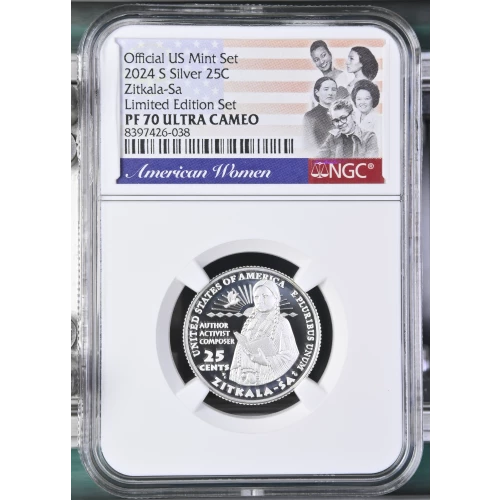 Official US Mint Set
2024 S Silver 25C
Zitkala-Sa
Limited Edition Set
PF 70 ULTRA CAMEO
8397426-038
American Women
NGC®
UNITED STATES OF AMERICA
E PLURIBUS UNUM
AUTHOR
ACTIVIST
COMPOSER
25
CENTS
ZITKALA-ŠA